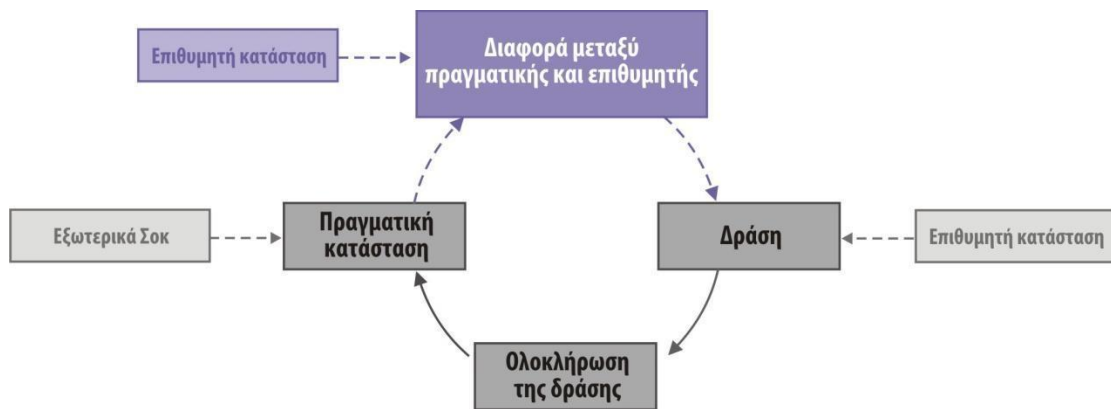 Επιθυμητή κατάσταση
Διαφορά μεταξύ
πραγματικής και επιθυμητής
Εξωτερικά Σοκ
Πραγματική
κατάσταση
Δράση
Επιθυμητή κατάσταση
Ολοκλήρωση
της δράσης